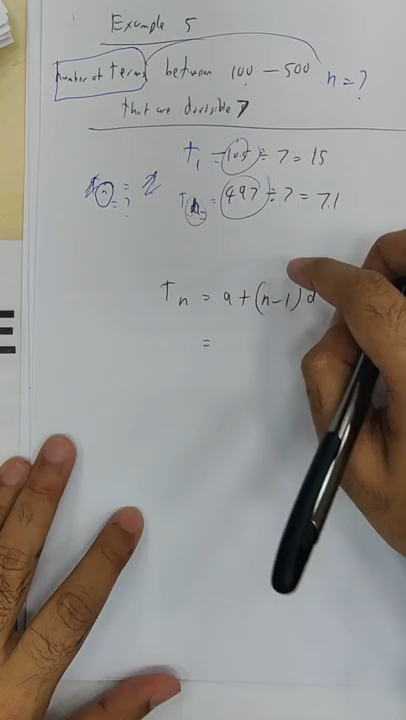 Example 5
number of terms between 100 - 500 n = ?
that are divisible 7
T1 = 105 ÷ 7 = 15
n = ?
Tn = 497 ÷ 7 = 71
Tn = a + (n-1) d
=